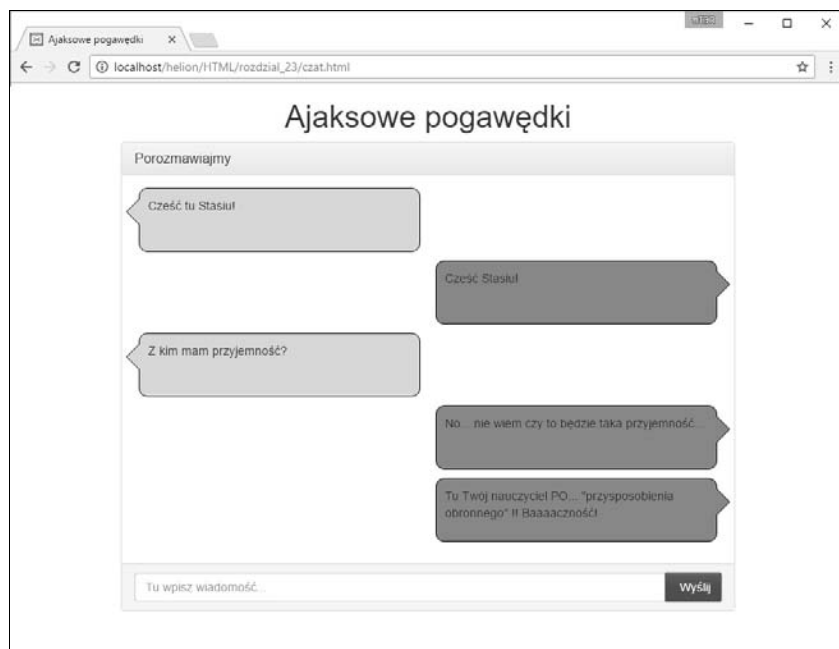 Ajaksowe pogawędki
localhost/helion/HTML/rozdzial_23/czat.html
Ajaksowe pogawędki
Porozmawiajmy
Cześć tu Stasiu!
Cześć Stasiu!
Z kim mam przyjemność?
No... nie wiem czy to będzie taka przyjemność...
Tu Twój nauczyciel PO... "przysposobienia
obronnego" !! Baaaaczność!
Tu wpisz wiadomość...
Wyślij